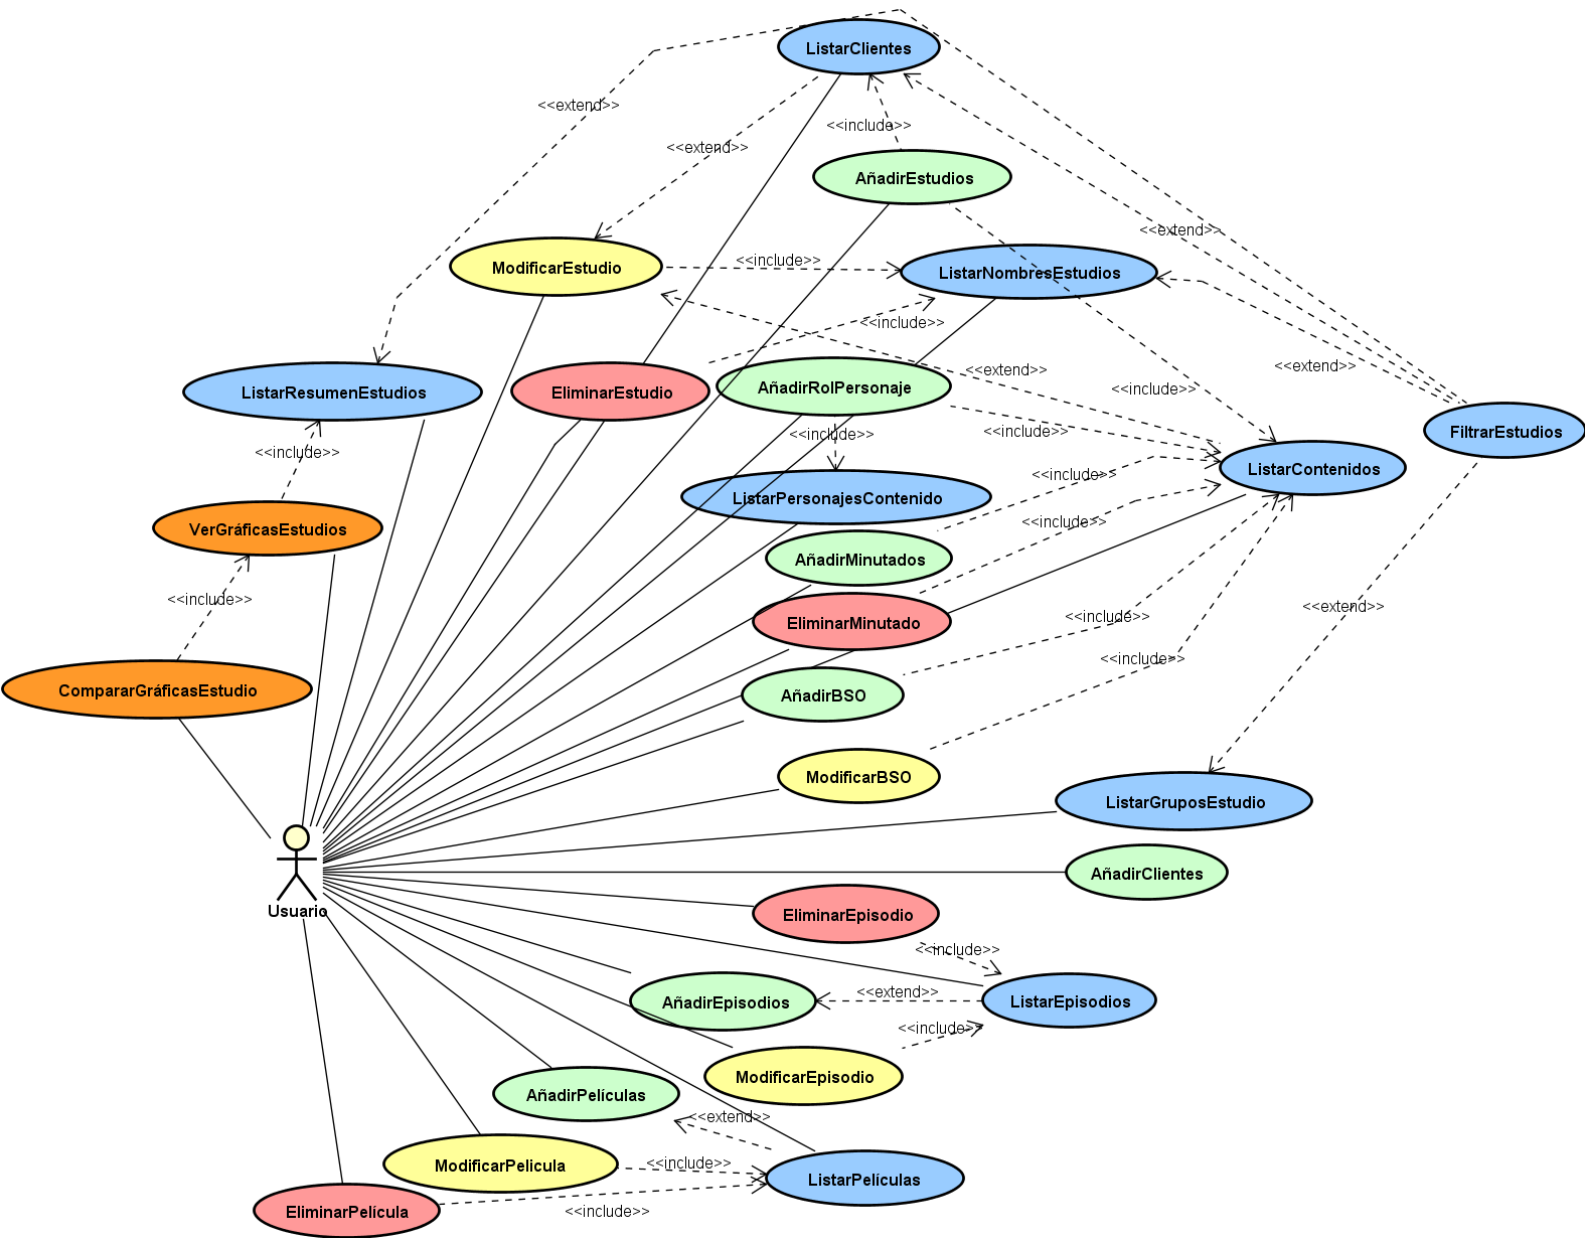 ListarClientes
<<extend>>
<<include>>
<<extend>>
AñadirEstudios
<<extend>>
ModificarEstudio
<<include>>
ListarNombresEstudios
<<include>>
<<extend>>
<<extend>>
ListarResumenEstudios
EliminarEstudio
AñadirRolPersonaje
<<include>>
<<include>>
<<include>>
FiltrarEstudios
<<include>>
ListarContenidos
<<include>>
ListarPersonajesContenido
VerGráficasEstudios
<<include>>
AñadirMinutados
<<include>>
<<extend>>
<<include>>
EliminarMinutado
<<include>>
CompararGráficasEstudio
AñadirBSO
ModificarBSO
ListarGruposEstudio
AñadirClientes
Usuario
EliminarEpisodio
<<include>>
<<extend>>
AñadirEpisodios
ListarEpisodios
<<include>>
ModificarEpisodio
AñadirPelículas
<<extend>>
ModificarPelicula
<<include>>
ListarPelículas
EliminarPelícula
<<include>>